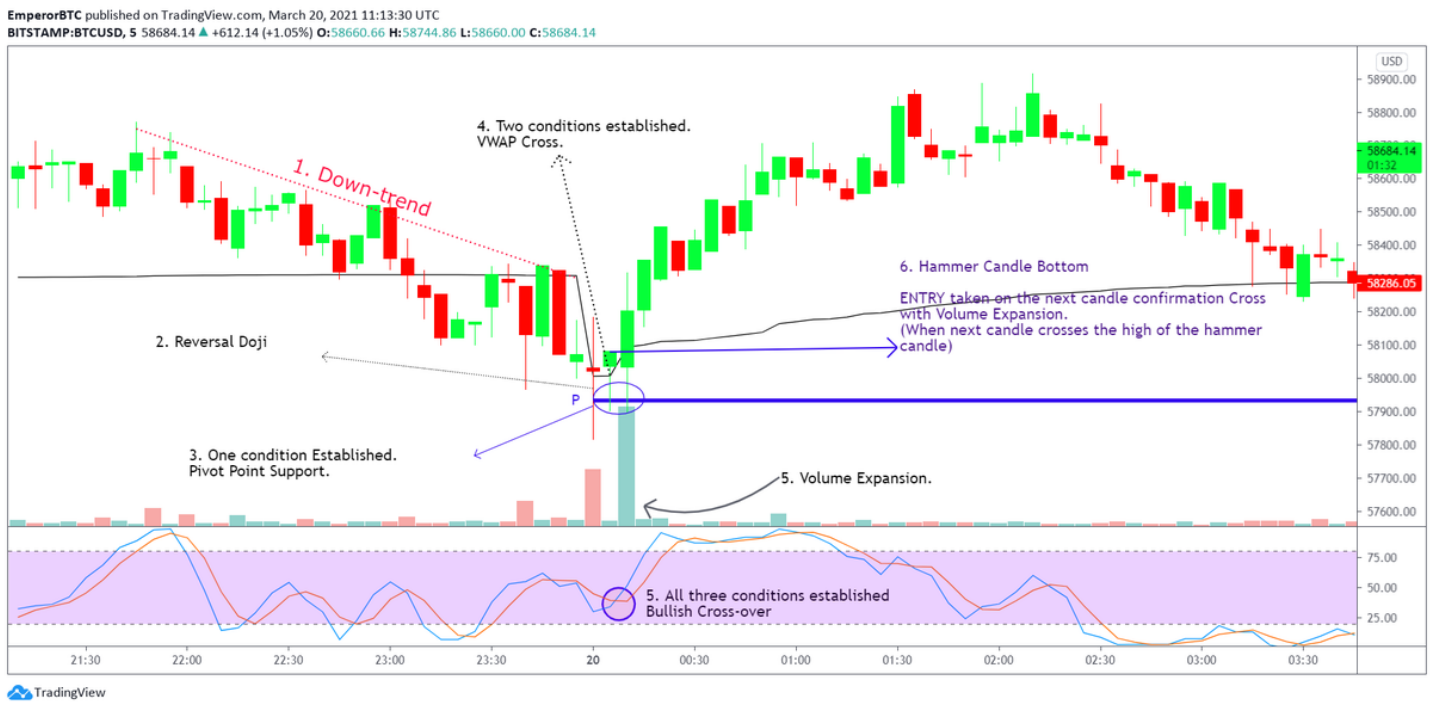 EmperorBTC published on TradingView.com, March 20, 2021 11:13:30 UTC
BITSTAMP:BTCUSD, 5 58684.14 ▲ +612.14 (+1.05%) O:58660.66 H:58744.86 L:58660.00 C:58684.14
USD
58900.00
58800.00
58684.14
01:32
58600.00
58500.00
58400.00
58286.05
58200.00
58100.00
58000.00
57900.00
57800.00
57700.00
57600.00
4. Two conditions established.
VWAP Cross.
1. Down-trend
6. Hammer Candle Bottom
ENTRY taken on the next candle confirmation Cross
with Volume Expansion.
(When next candle crosses the high of the hammer
candle)
2. Reversal Doji
P
3. One condition Established.
Pivot Point Support.
5. Volume Expansion.
75.00
50.00
25.00
5. All three conditions established
Bullish Cross-over
21:30 22:00 22:30 23:00 23:30 20 00:30 01:00 01:30 02:00 02:30 03:00 03:30
TradingView